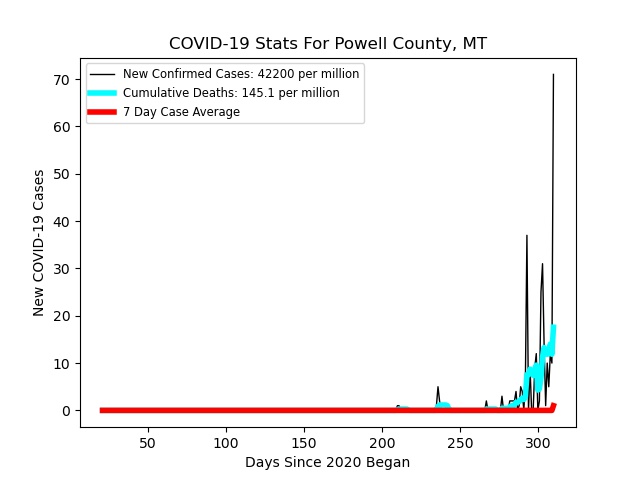 COVID-19 Stats For Powell County, MT
New Confirmed Cases: 42200 per million
Cumulative Deaths: 145.1 per million
7 Day Case Average
New COVID-19 Cases
70
60
50
40
30
20
10
0
50 100 150 200 250 300
Days Since 2020 Began